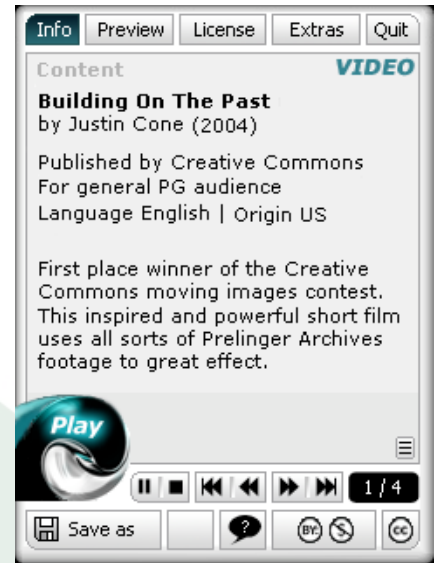 Info Preview License Extras Quit
Content VIDEO
Building On The Past
by Justin Cone (2004)
Published by Creative Commons
For general PG audience
Language English | Origin US
First place winner of the Creative
Commons moving images contest.
This inspired and powerful short film
uses all sorts of Prelinger Archives
footage to great effect.
Play
1/4
Save as ? BY: $ cc